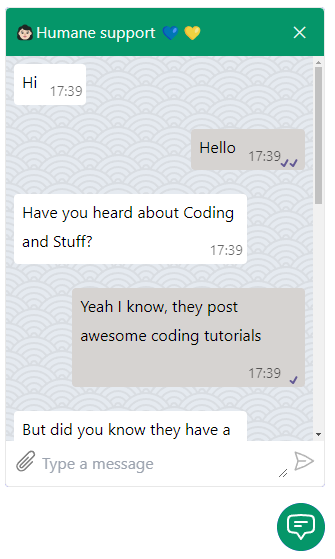 Humane support
Hi
17:39
Hello
17:39
Have you heard about Coding
and Stuff?
17:39
Yeah I know, they post
awesome coding tutorials
17:39
But did you know they have a
Type a message